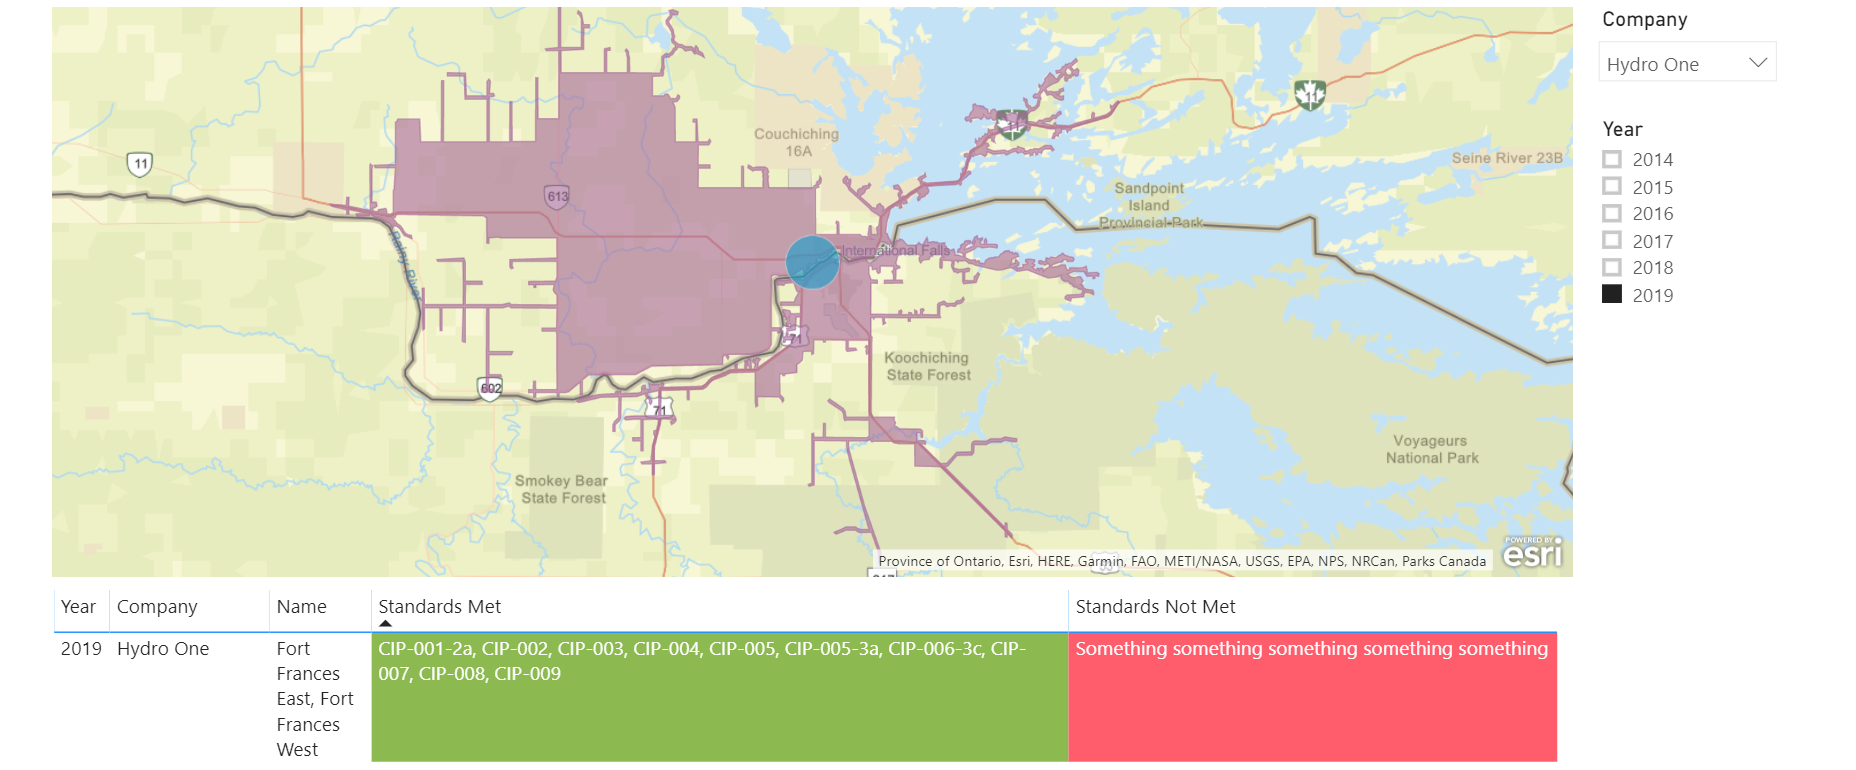 Company
Hydro One
Year
2014
2015
2016
2017
2018
2019
11
613
Couchiching
16A
11
11
Seine River 23B
Sandpoint
Island
Provincial Park
International Falls
Rainy River
71
602
71
Koochiching
State Forest
Smokey Bear
State Forest
Voyageurs
National Park
POWERED BY
esri
Province of Ontario, Esri, HERE, Garmin, FAO, METI/NASA, USGS, EPA, NPS, NRCan, Parks Canada
Year Company Name Standards Met Standards Not Met
2019 Hydro One Fort CIP-001-2a, CIP-002, CIP-003, CIP-004, CIP-005, CIP-005-3a, CIP-006-3c, CIP- Something something something something something
Frances 007, CIP-008, CIP-009
East, Fort
Frances
West